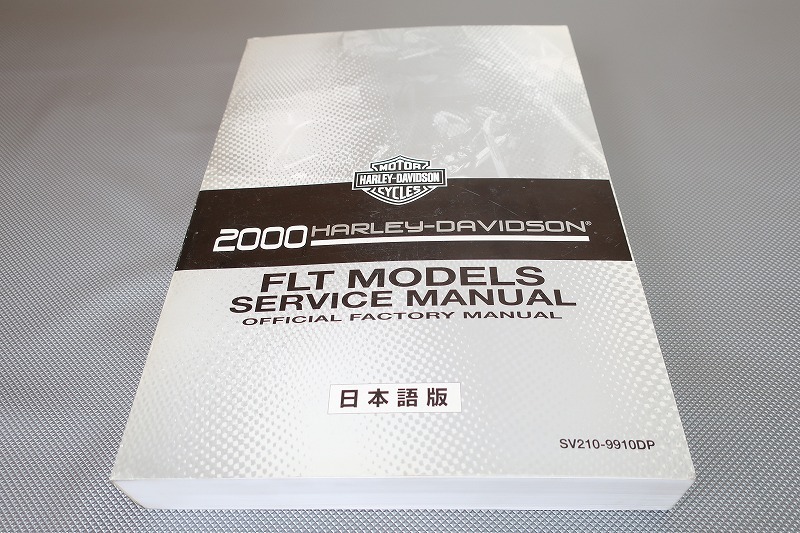 MOTOR
HARLEY-DAVIDSON
CYCLES
2000 HARLEY-DAVIDSON®
FLT MODELS
SERVICE MANUAL
OFFICIAL FACTORY MANUAL
日本語版
SV210-9910DP